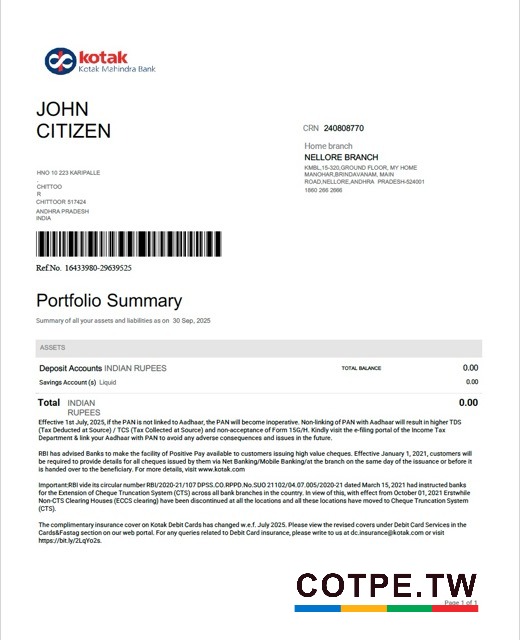 kotak
Kotak Mahindra Bank
JOHN
CITIZEN
CRN 240808770
Home branch
NELLORE BRANCH
KMBL,15-320,GROUND FLOOR, MY HOME
MANOHAR,BRINDAVANAM, MAIN
ROAD,NELLORE,ANDHRA PRADESH-524001
1860 266 2666
HNO 10 223 KARIPALLE
.
CHITTOO
R
CHITTOOR 517424
ANDHRA PRADESH
INDIA
Ref.No. 16433980-29639525
Portfolio Summary
Summary of all your assets and liabilities as on 30 Sep, 2025
ASSETS
Deposit Accounts INDIAN RUPEES TOTAL BALANCE 0.00
Savings Account (s) Liquid 0.00
Total INDIAN RUPEES 0.00
Effective 1st July, 2025, if the PAN is not linked to Aadhaar, the PAN will become inoperative. Non-linking of PAN with Aadhaar will result in higher TDS
(Tax Deducted at Source) / TCS (Tax Collected at Source) and non-acceptance of Form 15G/H. Kindly visit the e-filing portal of the Income Tax
Department & link your Aadhaar with PAN to avoid any adverse consequences and issues in the future.
RBI has advised Banks to make the facility of Positive Pay available to customers issuing high value cheques. Effective January 1, 2021, customers will
be required to provide details for all cheques issued by them via Net Banking/Mobile Banking/at the branch on the same day of the issuance or before it
is handed over to the beneficiary. For more details, visit www.kotak.com
Important:RBI vide its circular number RBI/2020-21/107 DPSS.CO.RPPD.No.SUO 21102/04.07.005/2020-21 dated March 15, 2021 had instructed banks
for the Extension of Cheque Truncation System (CTS) across all bank branches in the country. In view of this, with effect from October 01, 2021 Erstwhile
Non-CTS Clearing Houses (ECCS clearing) have been discontinued at all the locations and all these locations have moved to Cheque Truncation System
(CTS).
The complimentary insurance cover on Kotak Debit Cards has changed w.e.f. July 2025. Please view the revised covers under Debit Card Services in the
Cards&Fastag section on our web portal. For any queries related to Debit Card insurance, please write to us at dc.insurance@kotak.com or visit
https://bit.ly/2LqYo2s.
COTPE.TW
Page 1 of 1